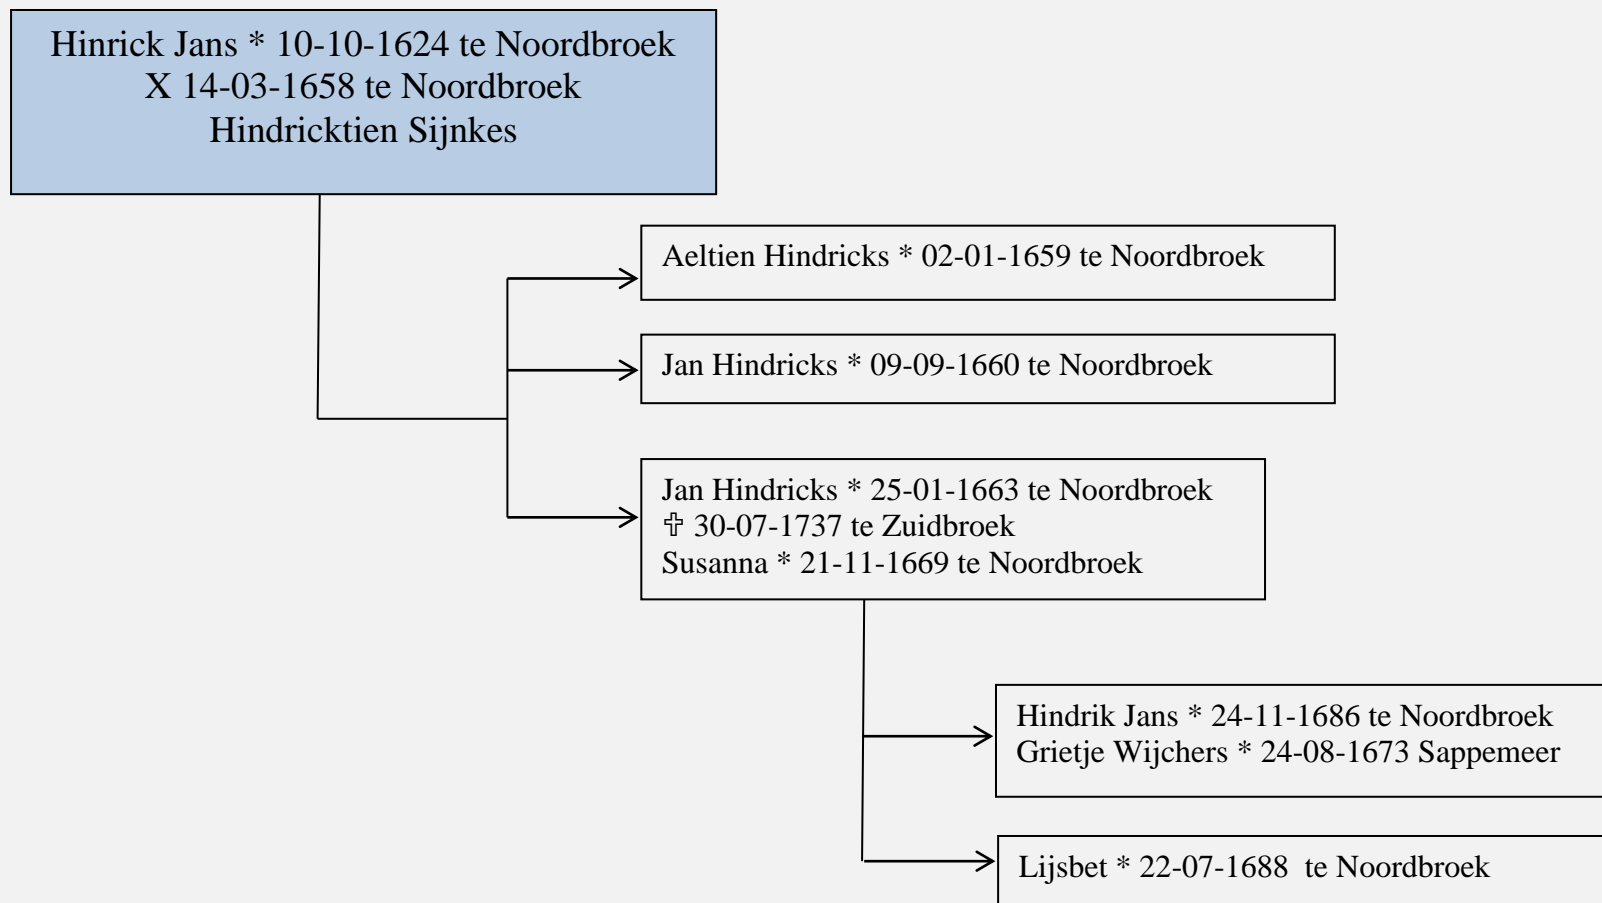 Hinrick Jans * 10-10-1624 te Noordbroek
X 14-03-1658 te Noordbroek
Hindricktien Sijnkes
Aeltien Hindricks * 02-01-1659 te Noordbroek
Jan Hindricks * 09-09-1660 te Noordbroek
Jan Hindricks * 25-01-1663 te Noordbroek
✞ 30-07-1737 te Zuidbroek
Susanna * 21-11-1669 te Noordbroek
Hindrik Jans * 24-11-1686 te Noordbroek
Grietje Wijchers * 24-08-1673 Sappemeer
Lijsbet * 22-07-1688  te Noordbroek